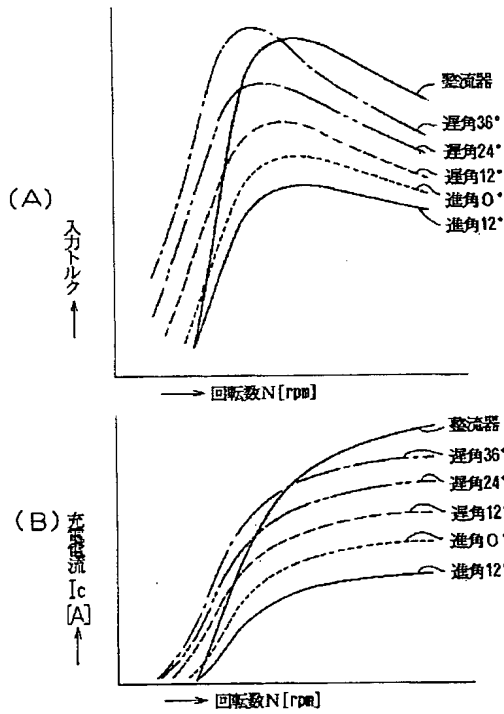 (A)
入力トルク
整流器
遅角36°
遅角24°
遅角12°
進角0°
進角12°
回転数N[rpm]
(B)
充電電流
Ic
[A]
整流器
遅角36°
遅角24°
遅角12°
進角0°
進角12°
回転数N[rpm]